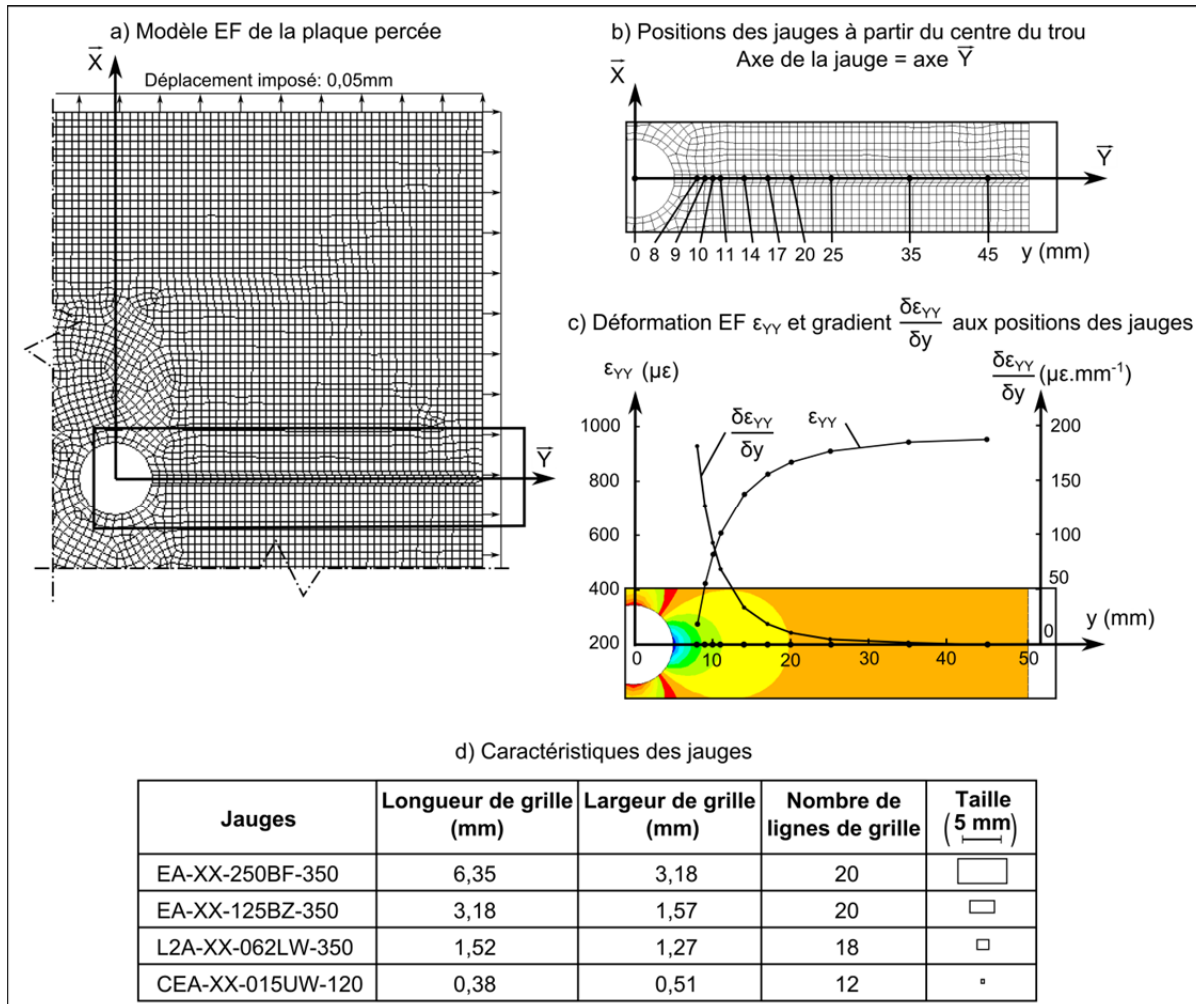 a) Modèle EF de la plaque percée
X
Déplacement imposé: 0,05mm
Y
b) Positions des jauges à partir du centre du trou
Axe de la jauge = axe Y
X
Y
0 8 9 10 11 14 17 20 25 35 45 y (mm)
c) Déformation EF εYY et gradient δεYY/δy aux positions des jauges
εYY (με)
δεYY/δy (με.mm-1)
1000
800
600
400
200
δεYY/δy
εYY
200
150
100
50
0
y (mm)
0 10 20 30 40 50
d) Caractéristiques des jauges
Jauges Longueur de grille (mm) Largeur de grille (mm) Nombre de lignes de grille Taille (5 mm)
EA-XX-250BF-350 6,35 3,18 20
EA-XX-125BZ-350 3,18 1,57 20
L2A-XX-062LW-350 1,52 1,27 18
CEA-XX-015UW-120 0,38 0,51 12